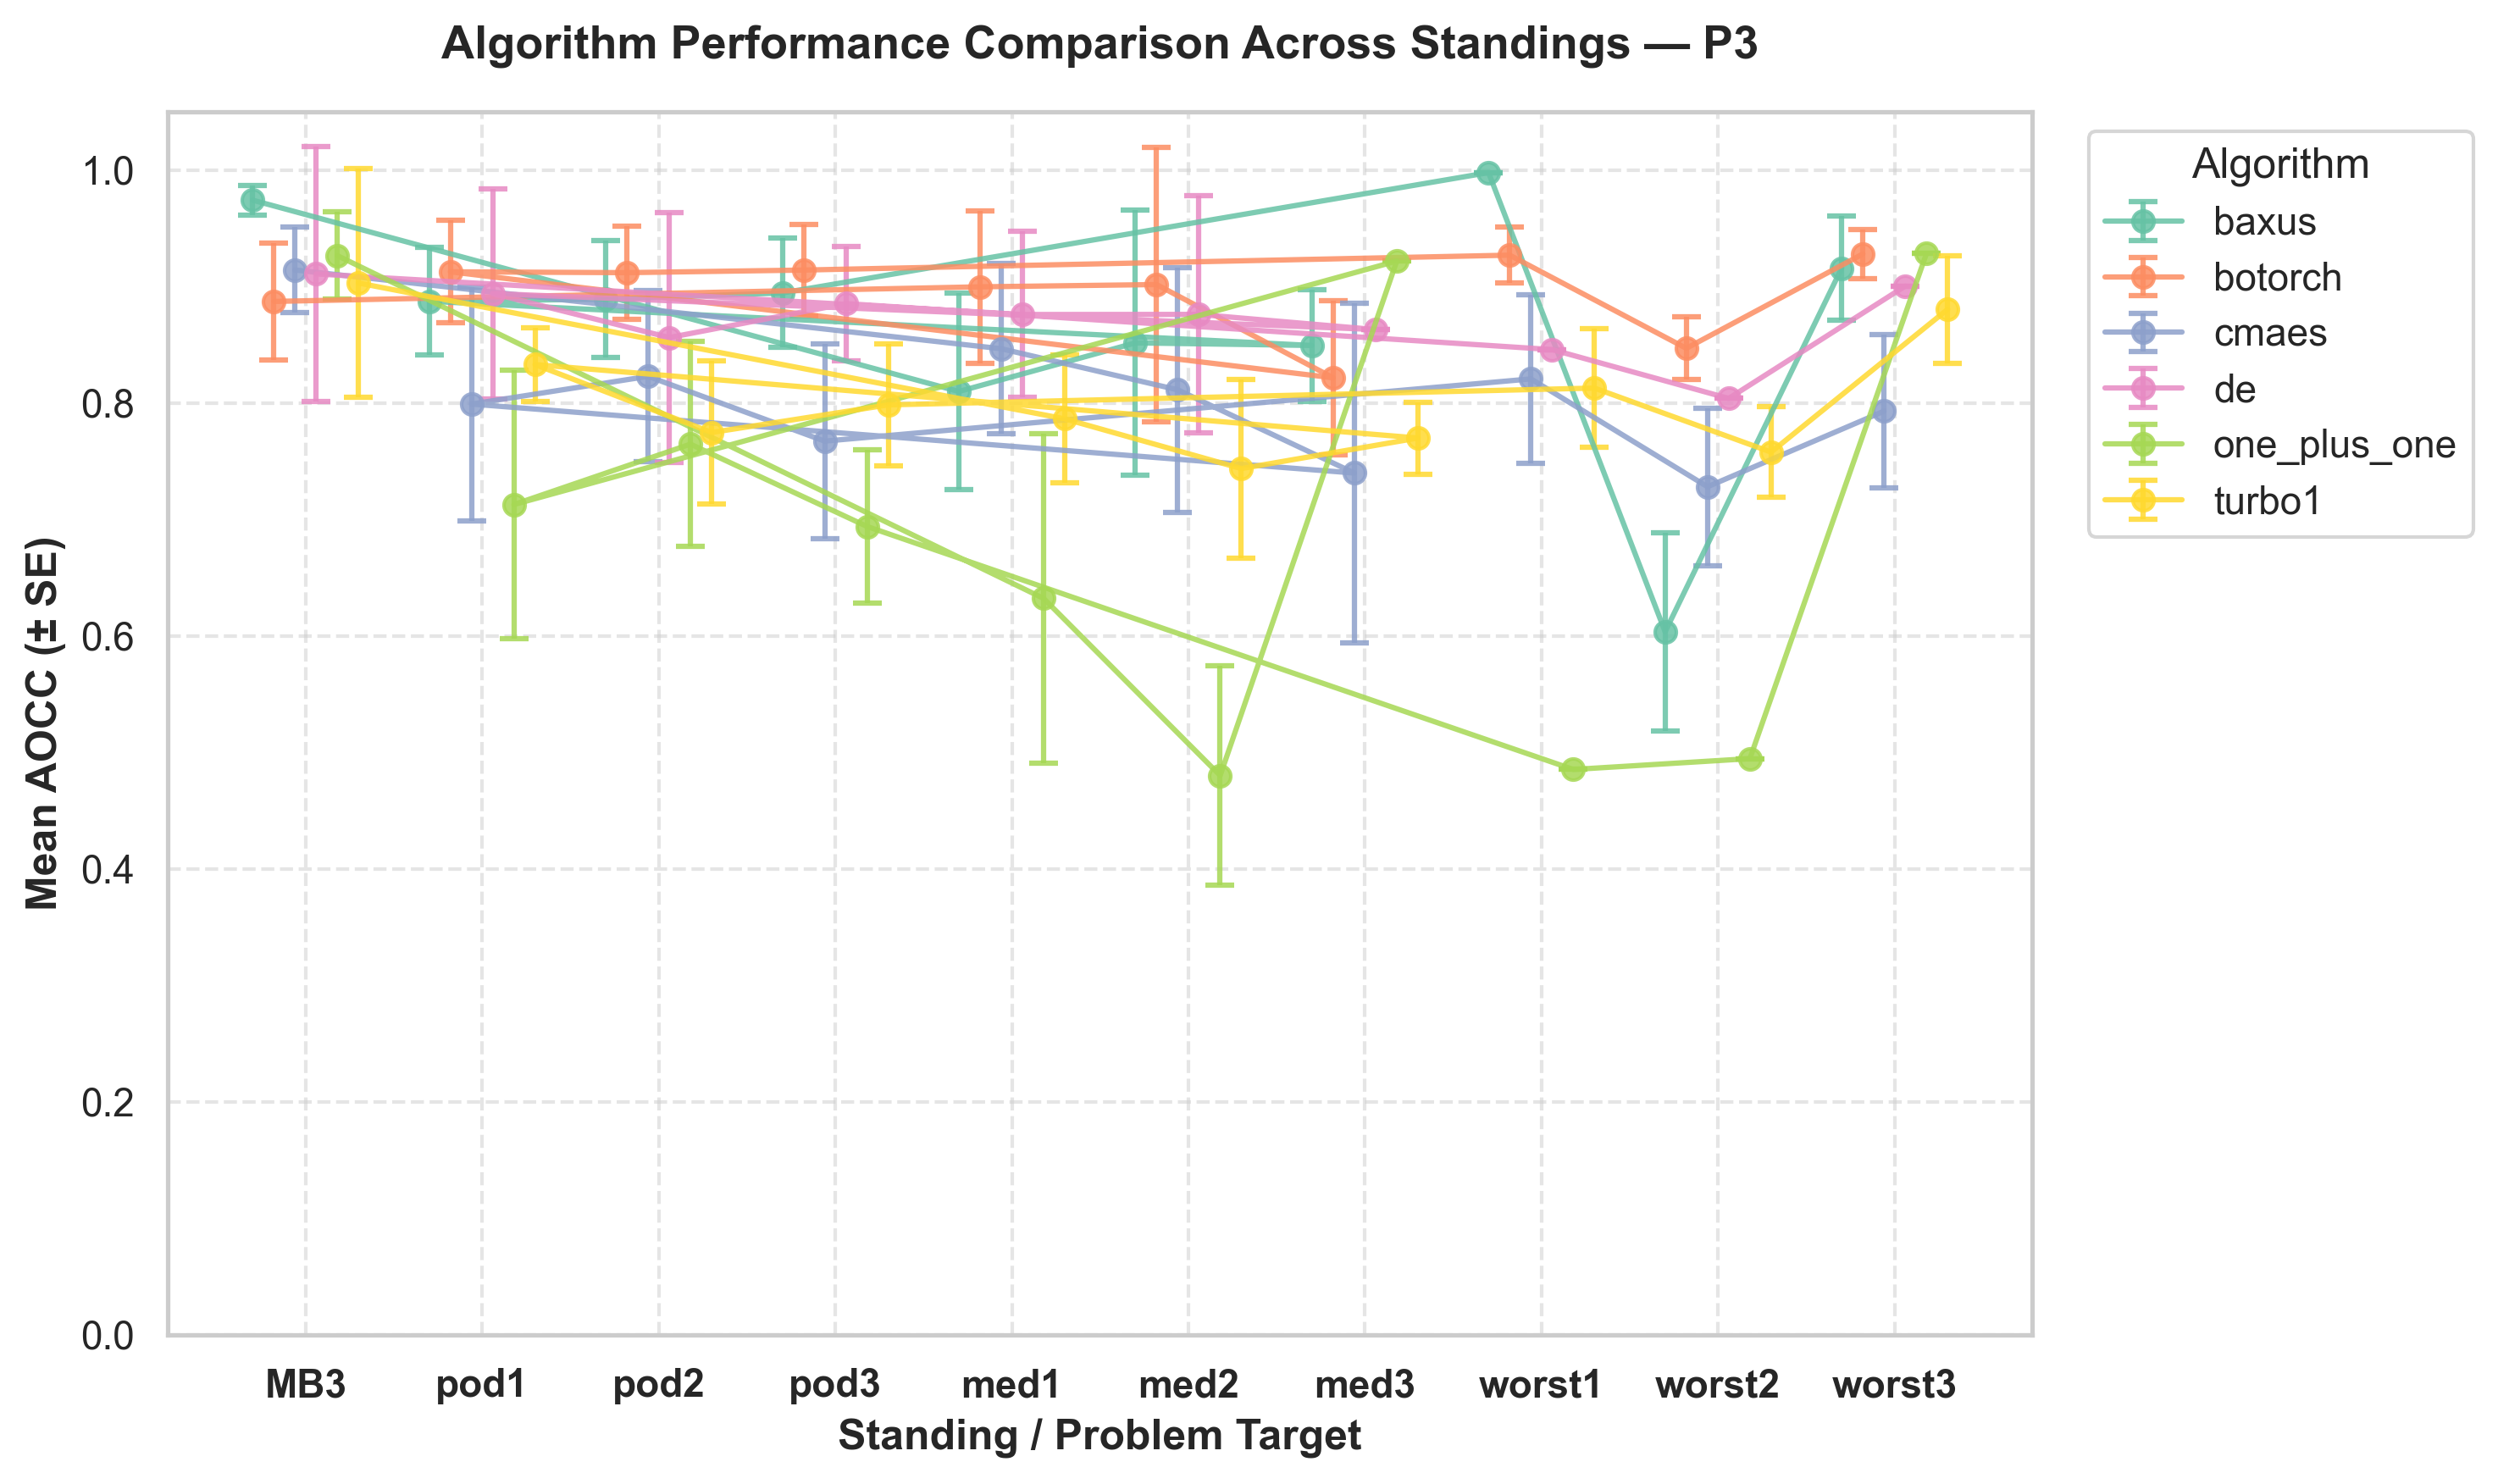 Algorithm Performance Comparison Across Standings — P3
Mean AOCC (± SE)
1.0
0.8
0.6
0.4
0.2
0.0
MB3 pod1 pod2 pod3 med1 med2 med3 worst1 worst2 worst3
Standing / Problem Target
Algorithm
baxus
botorch
cmaes
de
one_plus_one
turbo1